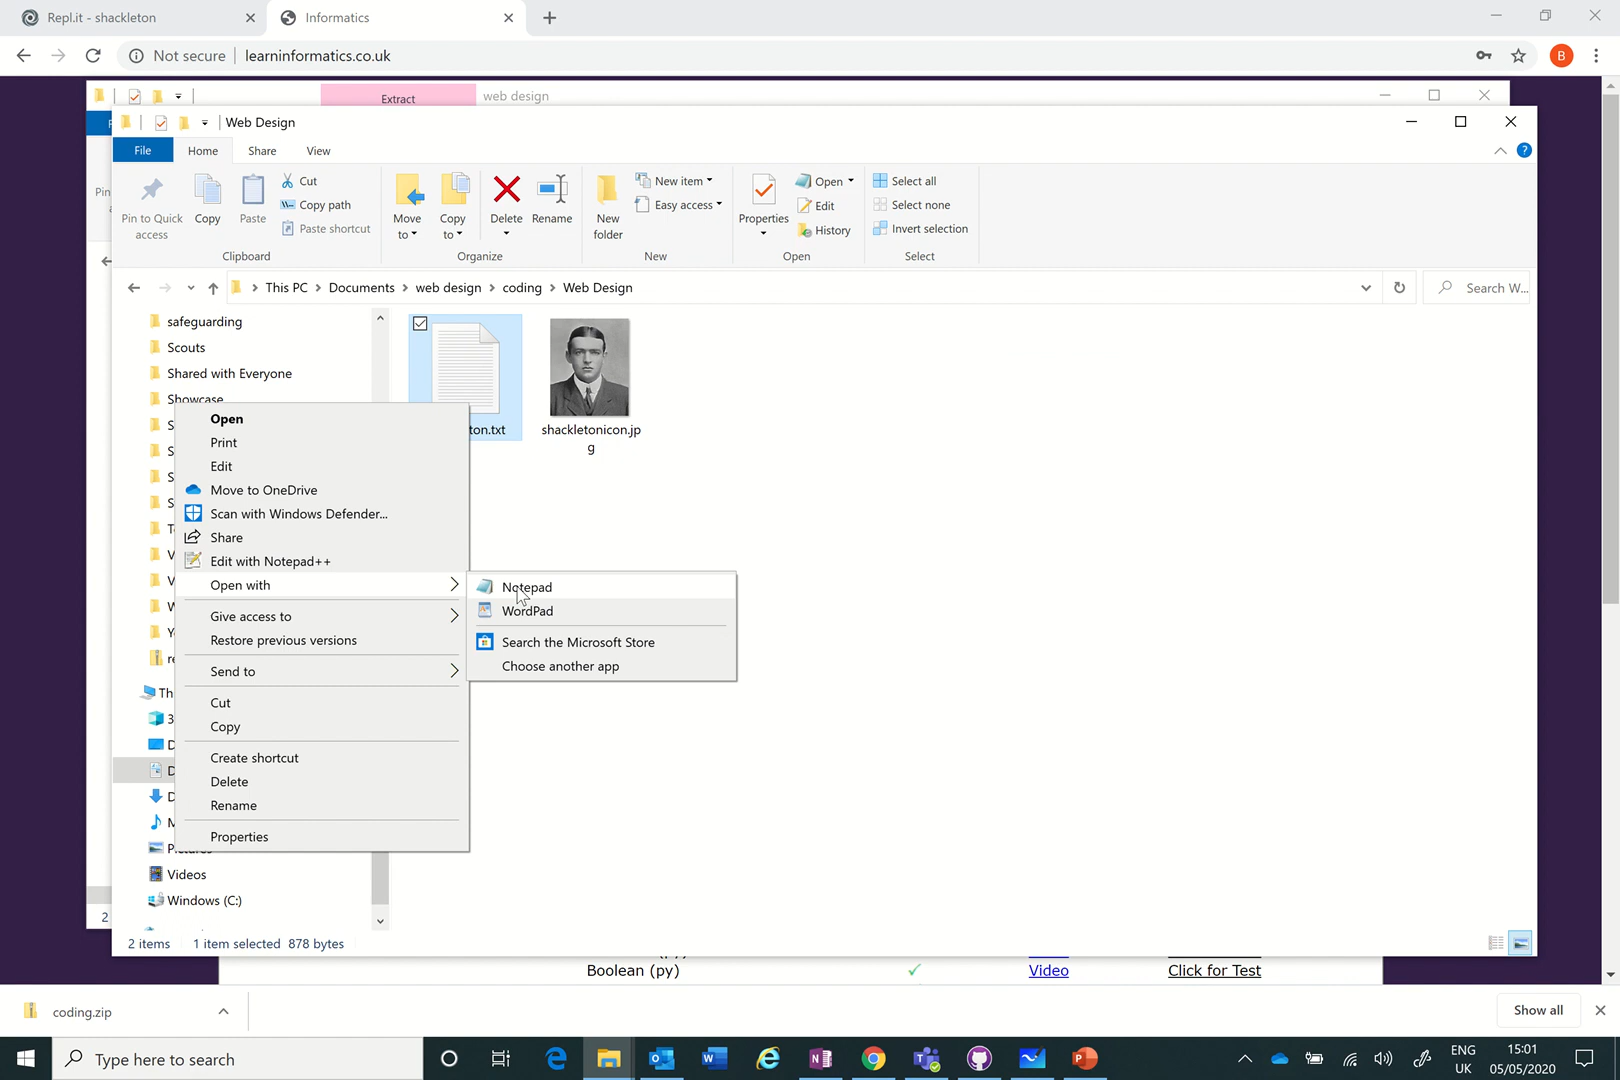 Repl.it - shackleton
Informatics
Not secure
learninformatics.co.uk
B
Extract
web design
Web Design
File
Home
Share
View
Pin to Quick
access
Copy
Paste
Cut
Copy path
Paste shortcut
Clipboard
Move
to
Copy
to
Delete
Rename
Organize
New
folder
New item
Easy access
New
Properties
Open
Edit
History
Open
Select all
Select none
Invert selection
Select
Pin
This PC
Documents
web design
coding
Web Design
Search W...
safeguarding
Scouts
Shared with Everyone
Showcase
ton.txt
shackletonicon.jp
g
Open
Print
Edit
Move to OneDrive
Scan with Windows Defender...
Share
Edit with Notepad++
Open with
Give access to
Restore previous versions
Send to
Cut
Copy
Create shortcut
Delete
Rename
Properties
Notepad
WordPad
Search the Microsoft Store
Choose another app
Th
Pictures
Videos
Windows (C:)
2
2 items
1 item selected 878 bytes
Boolean (py)
Video
Click for Test
coding.zip
Show all
Type here to search
ENG
UK
15:01
05/05/2020